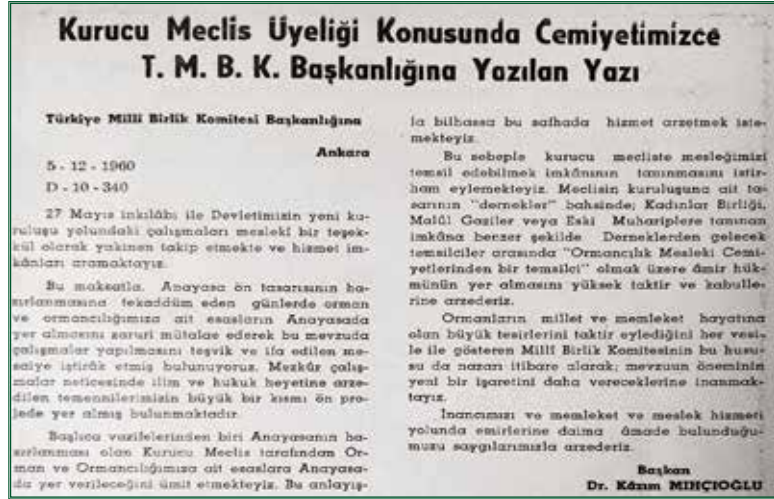 Kurucu Meclis Üyeliği Konusunda Cemiyetimizce
T. M. B. K. Başkanlığına Yazılan Yazı
Türkiye Milli Birlik Komitesi Başkanlığına
Ankara
5 - 12 - 1960
D - 10 - 340
27 Mayıs inkılâbı ile Devletimizin yeni ku-
ruluşu yolundaki çalışmaları meslekî bir teşek-
kül olarak yakinen takip etmekte ve hizmet im-
kânları aramaktayız.
Bu maksatla, Anayasa ön tasarısının ha-
zırlanmasına tekaddüm eden günlerde orman
ve ormancılığımıza ait esasların Anayasada
yer almasını zaruri mütalae ederek bu mevzuda
çalışmalar yapılmasını teşvik ve ifa edilen me-
saiye iştirâk etmiş bulunuyoruz. Mezkûr çalış-
malar neticesinde ilim ve hukuk heyetine arze-
dilen temennilerimizin büyük bir kısmı ön pro-
jede yer almış bulunmaktadır.
Başlıca vazifelerinden biri Anayasanın ha-
zırlanması olan Kurucu Meclis tarafından Or-
man ve Ormancılığımıza ait esaslara Anayasa-
da yer verileceğini ümit etmekteyiz. Bu anlayış-
la bilhassa bu safhada hizmet arzetmek iste-
mekteyiz.
Bu sebeple kurucu mecliste mesleğimizi
temsil edebilmek imkânının tanınmasını istir-
ham eylemekteyiz. Meclisin kuruluşuna ait ta-
sarının "dernekler" bahsinde; Kadınlar Birliği,
Malûl Gaziler veya Eski Muhariplere tanınan
imkâna benzer şekilde Derneklerden gelecek
temsilciler arasında "Ormancılık Mesleki Cemi-
yetlerinden bir temsilci" olmak üzere âmir hük-
münün yer almasını yüksek taktir ve kabulle-
rine arzederiz.
Ormanların millet ve memleket hayatına
olan büyük tesirlerini taktir eylediğini her vesi-
le ile gösteren Milli Birlik Komitesinin bu husu-
su da nazarı itibare alarak; mevzuun öneminin
yeni bir işaretini daha vereceklerine inanmak-
tayız.
İnancımızı ve memleket ve meslek hizmeti
yolunda emirlerine daima âmade bulunduğu-
muzu saygılarımızla arzederiz.
Başkan
Dr. Kâzım MIHÇIOĞLU